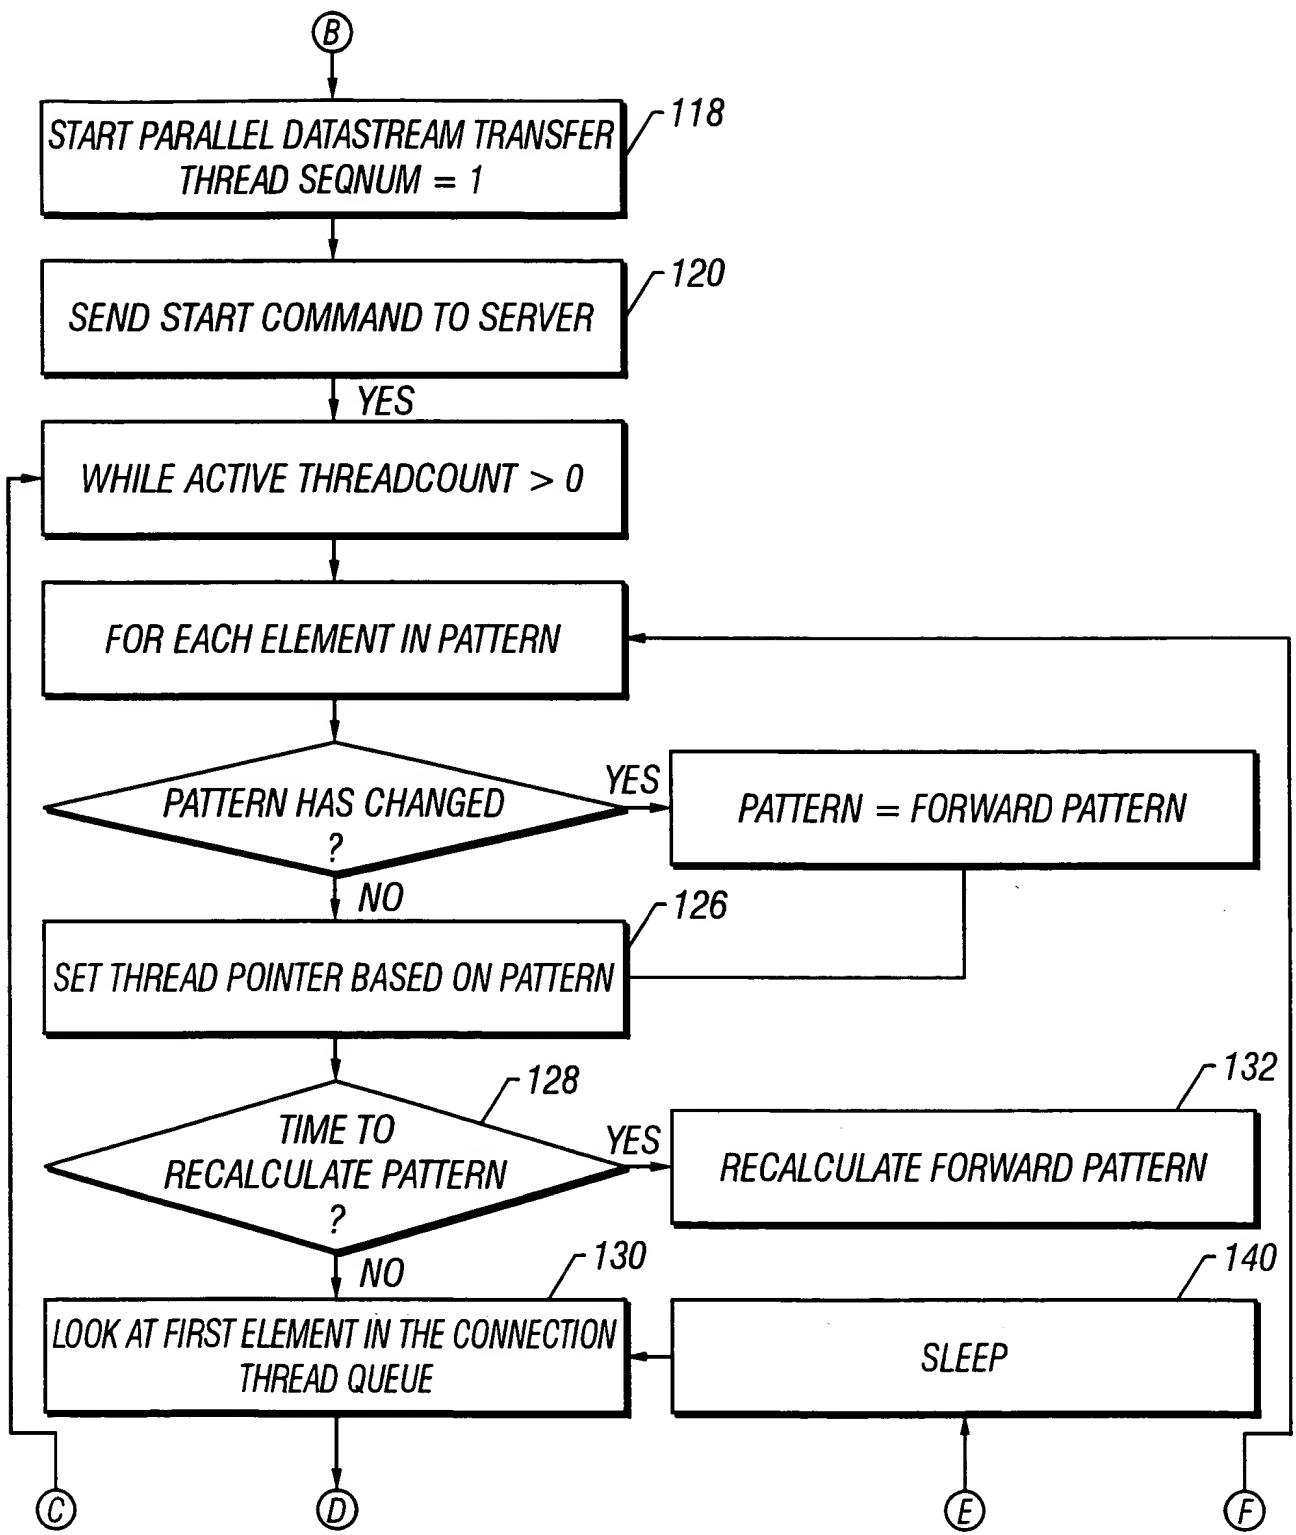 B
START PARALLEL DATASTREAM TRANSFER
THREAD SEQNUM = 1
118
SEND START COMMAND TO SERVER
120
YES
WHILE ACTIVE THREADCOUNT > 0
FOR EACH ELEMENT IN PATTERN
PATTERN HAS CHANGED
?
YES
PATTERN = FORWARD PATTERN
NO
126
SET THREAD POINTER BASED ON PATTERN
128
TIME TO
RECALCULATE PATTERN
?
YES
132
RECALCULATE FORWARD PATTERN
NO
130
LOOK AT FIRST ELEMENT IN THE CONNECTION
THREAD QUEUE
140
SLEEP
C
D
E
F